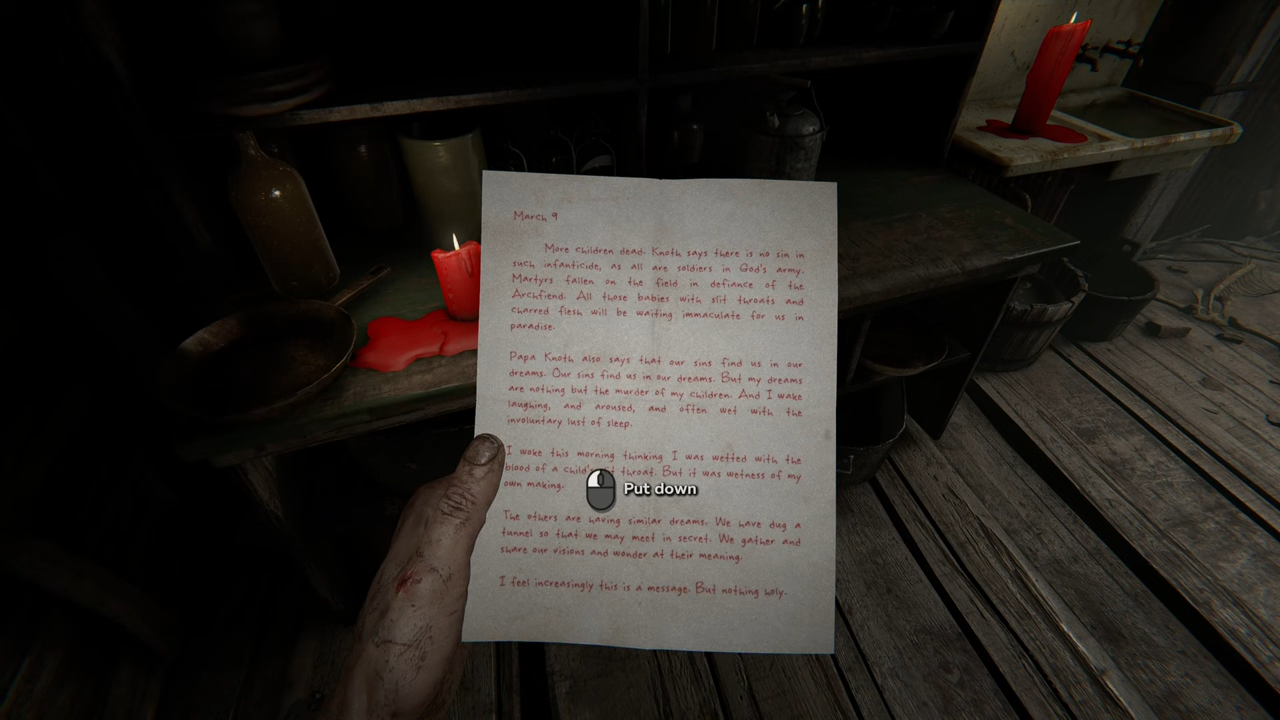 March 9
More children dead. Knoth says there is no sin in
such infanticide, as all are soldiers in God's army.
Martyrs fallen on the field in defiance of the
Archfiend. All those babies with slit throats and
charred flesh will be waiting immaculate for us in
paradise.
Papa Knoth also says that our sins find us in our
dreams. Our sins find us in our dreams. But my dreams
are nothing but the murder of my children. And I wake
laughing, and aroused, and often wet with the
involuntary lust of sleep.
I woke this morning thinking I was wetted with the
blood of a child's throat. But it was wetness of my
own making.
Put down
The others are having similar dreams. We have dug a
tunnel so that we may meet in secret. We gather and
share our visions and wonder at their meaning.
I feel increasingly this is a message. But nothing holy.